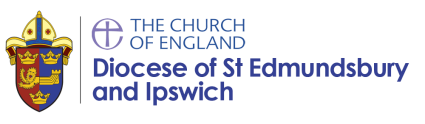 THE CHURCH
OF ENGLAND
Diocese of St Edmundsbury
and Ipswich